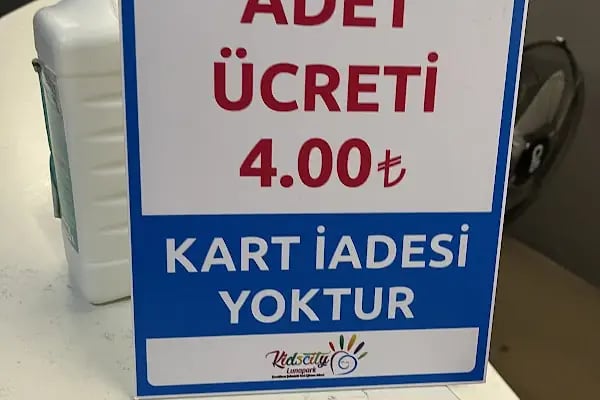 ADET
ÜCRETİ
4.00₺
KART İADESİ
YOKTUR
Kidscity
Lunapark